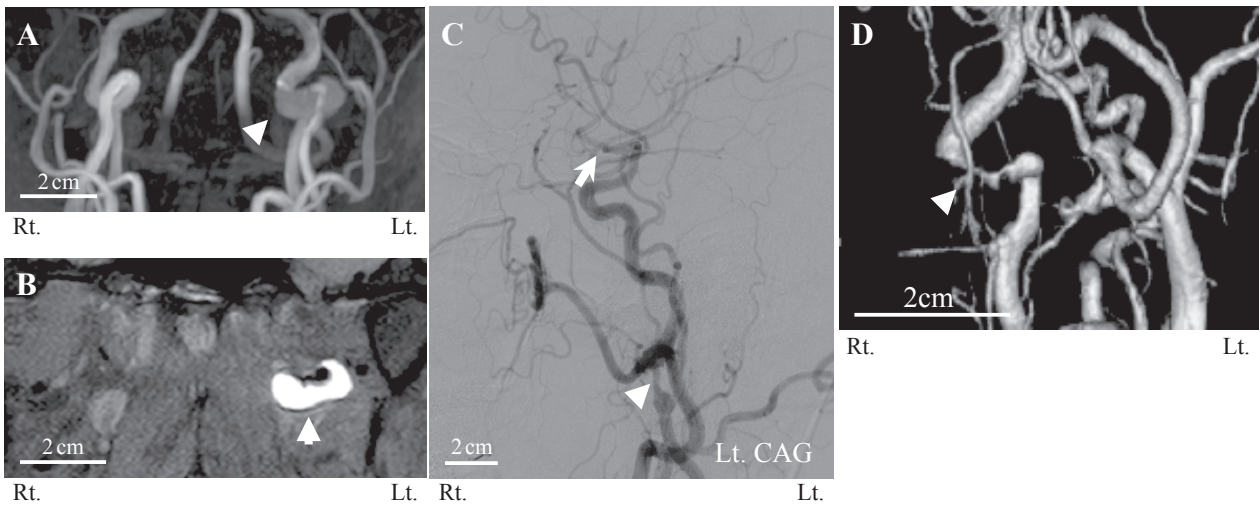 A
2 cm
Rt. Lt.
B
2 cm
Rt. Lt.
C
Lt. CAG
2 cm
Rt. Lt.
D
2cm
Rt. Lt.